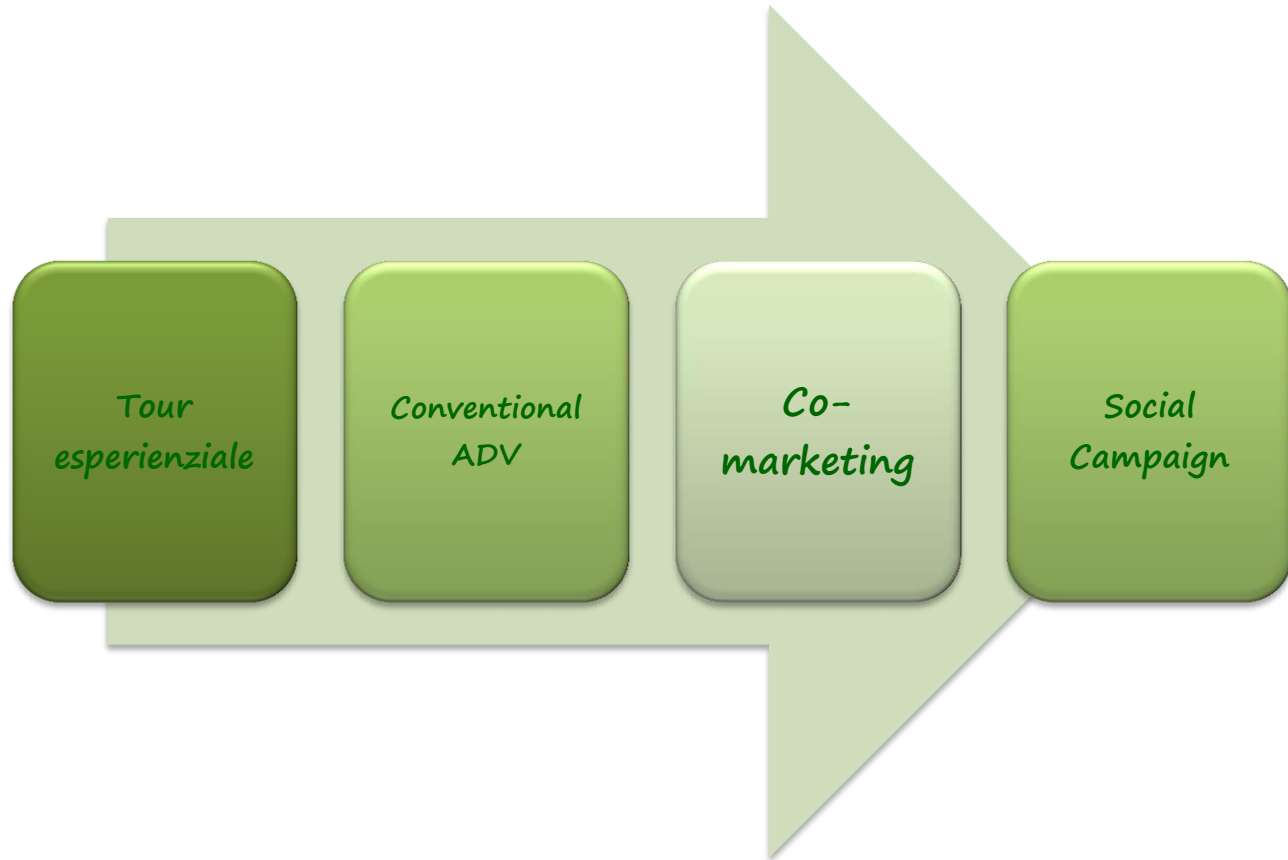 Tour
esperienziale
Conventional
ADV
Co-
marketing
Social
Campaign